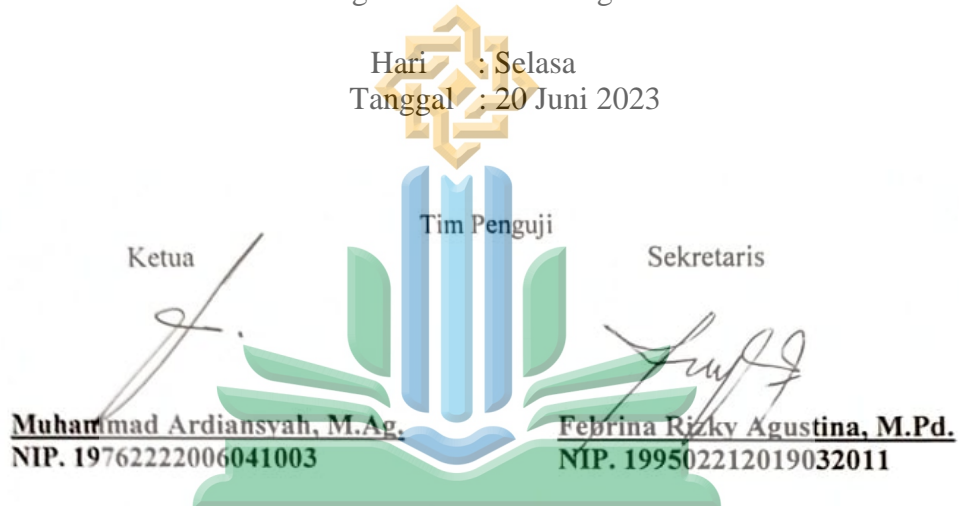 Hari : Selasa
Tanggal : 20 Juni 2023
Tim Penguji
Ketua Sekretaris
Muhammad Ardiansyah, M.Ag. Febrina Rizky Agustina, M.Pd.
NIP. 19762222006041003 NIP. 199502212019032011